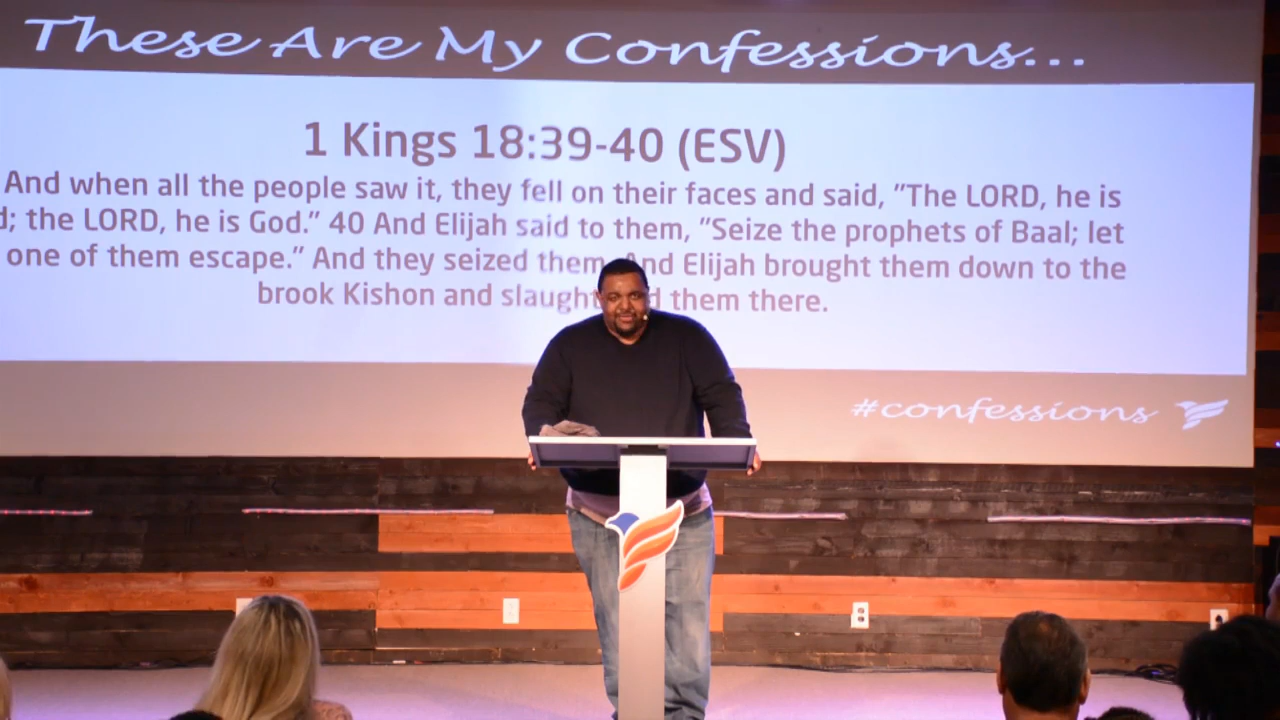 These Are My Confessions...
1 Kings 18:39-40 (ESV)
And when all the people saw it, they fell on their faces and said, "The LORD, he is
the LORD, he is God." 40 And Elijah said to them, "Seize the prophets of Baal; let
one of them escape." And they seized them. And Elijah brought them down to the
brook Kishon and them there.
#confessions